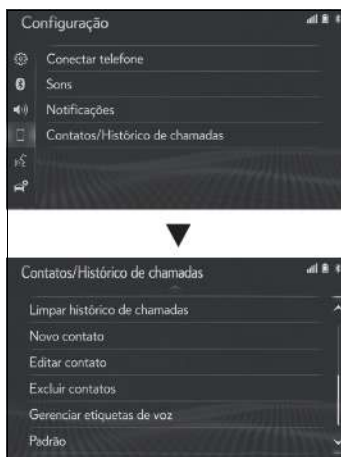 Configuração
Conectar telefone
Sons
Notificações
Contatos/Histórico de chamadas
Contatos/Histórico de chamadas
Limpar histórico de chamadas
Novo contato
Editar contato
Excluir contatos
Gerenciar etiquetas de voz
Padrão